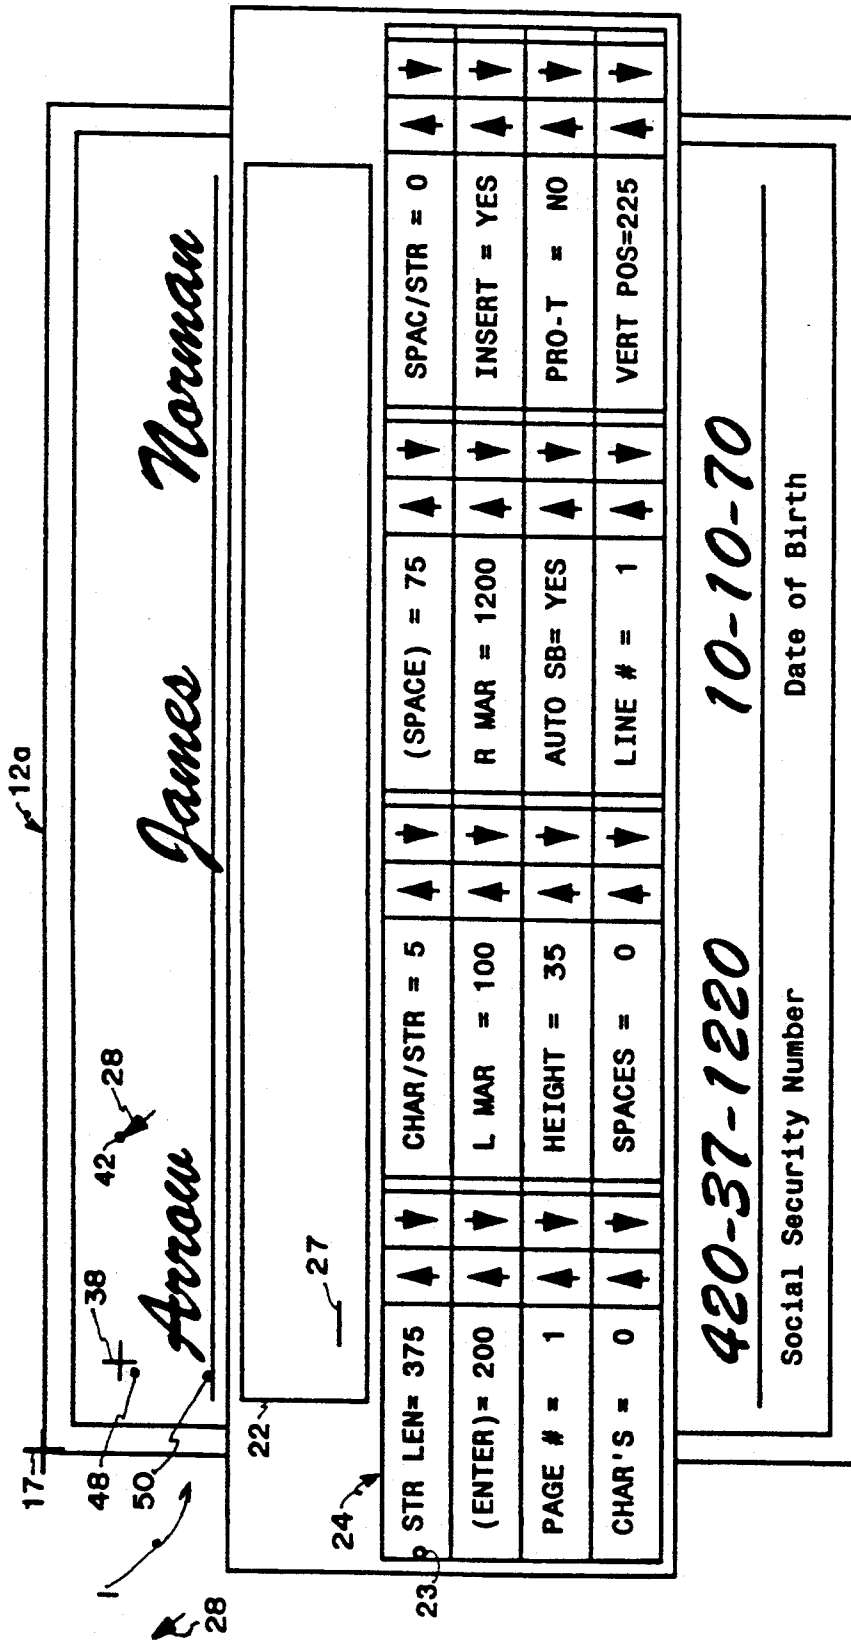 12a
17
38
42
28
48
Arrow James Norman
50
1
28
22
27
24
23
STR LEN= 375 CHAR/STR = 5 (SPACE) = 75 SPAC/STR = 0
(ENTER)= 200 L MAR = 100 R MAR = 1200 INSERT = YES
PAGE # = 1 HEIGHT = 35 AUTO SB= YES PRO-T = NO
CHAR'S = 0 SPACES = 0 LINE # = 1 VERT POS=225
420-37-1220 10-10-70
Social Security Number Date of Birth